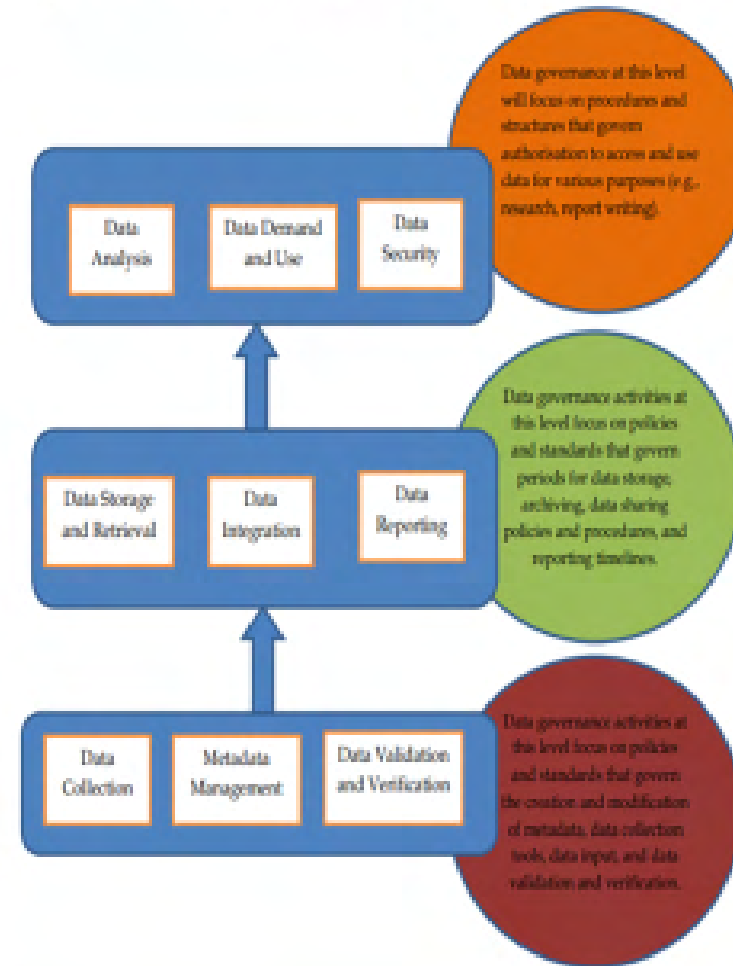 Data governance at this level
will focus on procedures and
structures that govern
authorisation to access and use
data for various purposes (e.g.,
research, report writing).
Data
Analysis
Data Demand
and Use
Data
Security
Data governance activities at
this level focus on policies
and standards that govern
periods for data storage,
archiving, data sharing
policies and procedures, and
reporting timelines.
Data Storage
and Retrieval
Data
Integration
Data
Reporting
Data governance activities at
this level focus on policies
and standards that govern
the creation and modification
of metadata, data collection
tools, data input, and data
validation and verification.
Data
Collection
Metadata
Management
Data Validation
and Verification